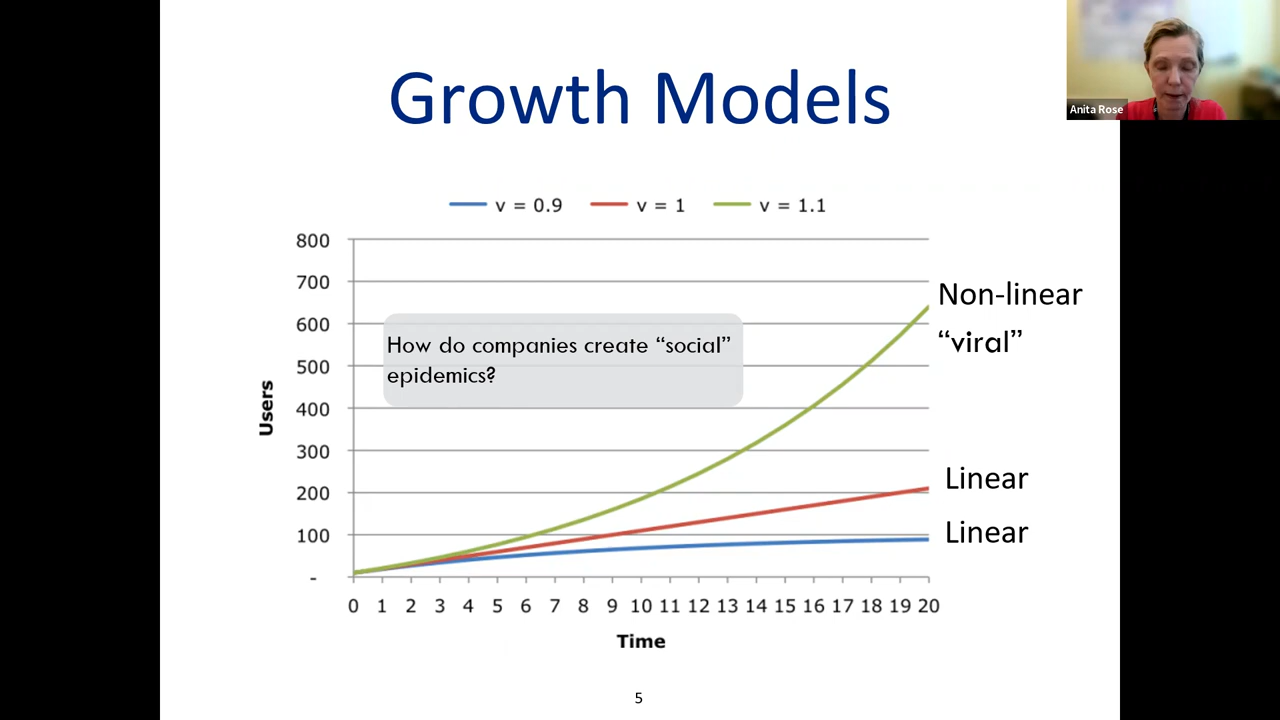 Growth Models
Anita Rose
v = 0.9 v = 1 v = 1.1
800
700
600
500
400
300
200
100
-
Users
How do companies create “social”
epidemics?
Non-linear
“viral”
Linear
Linear
0 1 2 3 4 5 6 7 8 9 10 11 12 13 14 15 16 17 18 19 20
Time
5